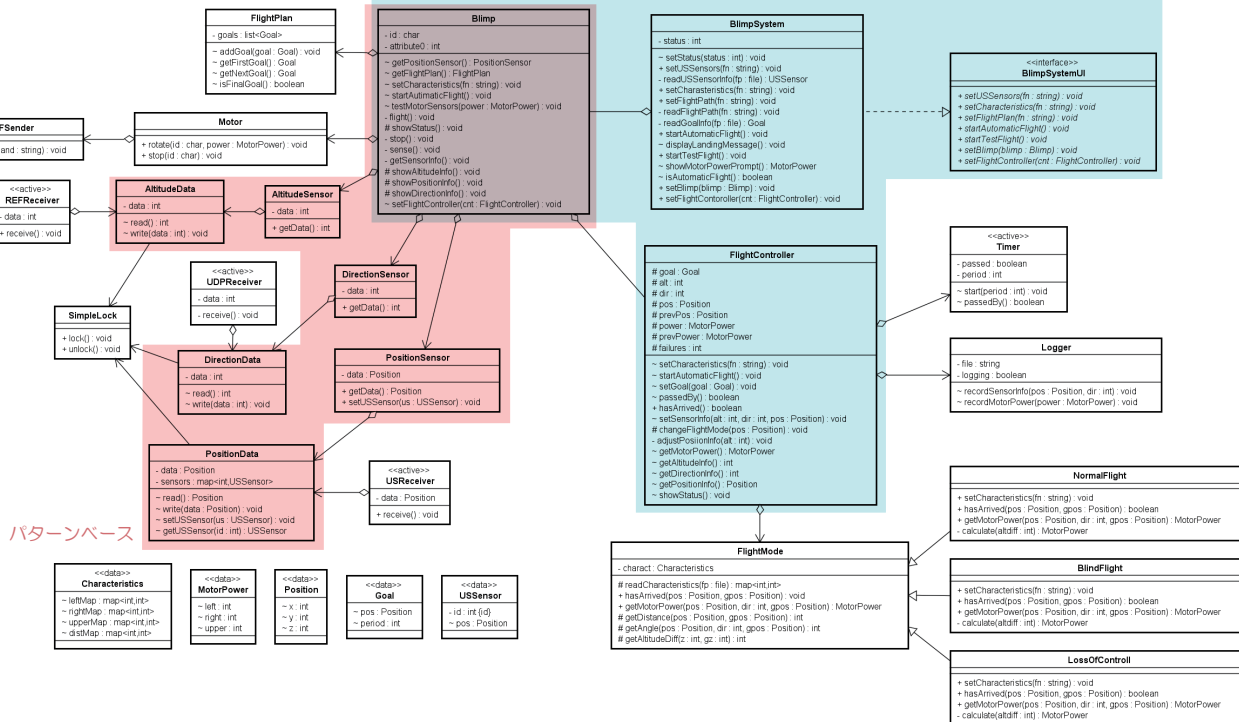 FlightPlan
- goals : list<Goal>
~ addGoal(goal : Goal) : void
~ getFirstGoal() : Goal
~ getNextGoal() : Goal
~ isFinalGoal() : boolean
Blimp
- id : char
- attribute0 : int
~ getPositionSensor() : PositionSensor
~ getFlightPlan() : FlightPlan
~ setCharacteristics(fn : string) : void
~ startAutimaticFlight() : void
~ testMotorSensors(power : MotorPower) : void
- flight() : void
# showStatus() : void
- stop() : void
- sense() : void
- getSensorInfo() : void
# showAltitudeInfo() : void
# showPositionInfo() : void
# showDirectionInfo() : void
~ setFlightController(cnt : FlightController) : void
BlimpSystem
- status : int
~ setStatus(status : int) : void
+ setUSSensors(fn : string) : void
- readUSSensorInfo(fp : file) : USSensor
+ setCharasteristics(fn : string) : void
+ setFlightPath(fn : string) : void
- readFlightPath(fn : string) : void
- readGoalInfo(fp : file) : Goal
+ startAutomaticFlight() : void
~ displayLandingMessage() : void
+ startTestFlight() : void
~ showMotorPowerPrompt() : MotorPower
~ isAutomaticFlight() : boolean
+ setBlimp(blimp : Blimp) : void
+ setFlightContoroller(cnt : FlightController) : void
<<interface>>
BlimpSystemUI
+ setUSSensors(fn : string) : void
+ setCharacteristics(fn : string) : void
+ setFlightPlan(fn : string) : void
+ startAutomaticFlight() : void
+ startTestFlight() : void
+ setBlimp(blimp : Blimp) : void
+ setFlightController(cnt : FlightController) : void
FSender
and : string) : void
Motor
+ rotate(id : char, power : MotorPower) : void
+ stop(id : char) : void
<<active>>
REFReceiver
- data : int
+ receive() : void
AltitudeData
- data : int
~ read() : int
~ write(data : int) : void
AltitudeSensor
- data : int
+ getData() : int
<<active>>
UDPReceiver
- data : int
- receive() : void
DirectionSensor
- data : int
+ getData() : int
SimpleLock
+ lock() : void
+ unlock() : void
DirectionData
- data : int
~ read() : int
~ write(data : int) : void
PositionSensor
- data : Position
+ getData() : Position
+ setUSSensor(us : USSensor) : void
FlightController
# goal : Goal
# alt : int
# dir : int
# pos : Position
# prevPos : Position
# power : MotorPower
# prevPower : MotorPower
# failures : int
~ setCharacteristics(fn : string) : void
~ startAutomaticFlight() : void
~ setGoal(goal : Goal) : void
~ passedBy() : boolean
+ hasArrived() : boolean
~ setSensorInfo(alt : int, dir : int, pos : Position) : void
# changeFlightMode(pos : Position) : void
- adjustPosiionInfo(alt : int) : void
~ getMotorPower() : MotorPower
~ getAltitudeInfo() : int
~ getDirectionInfo() : int
~ getPositionInfo() : Position
~ showStatus() : void
<<active>>
Timer
- passed : boolean
- period : int
~ start(period : int) : void
~ passedBy() : boolean
Logger
- file : string
- logging : boolean
~ recordSensorInfo(pos : Position, dir : int) : void
~ recordMotorPower(power : MotorPower) : void
PositionData
- data : Position
- sensors : map<int,USSensor>
~ read() : Position
~ write(data : Position) : void
~ setUSSensor(us : USSensor) : void
~ getUSSensor(id : int) : USSensor
<<active>>
USReceiver
- data : Position
+ receive() : void
パターンベース
NormalFlight
+ setCharacteristics(fn : string) : void
+ hasArrived(pos : Position, gpos : Position) : boolean
+ getMotorPower(pos : Position, dir : int, gpos : Position) : MotorPower
- calculate(altdiff : int) : MotorPower
FlightMode
- charact : Characteristics
# readCharacteristics(fp : file) : map<int,int>
+ hasArrived(pos : Position, gpos : Position) : void
+ getMotorPower(pos : Position, dir : int, gpos : Position) : MotorPower
# getDistance(pos : Position, gpos : Position) : int
# getAngle(pos : Position, dir : int, gpos : Position) : int
# getAltitudeDiff(z : int, gz : int) : int
BlindFlight
+ setCharacteristics(fn : string) : void
+ hasArrived(pos : Position, gpos : Position) : boolean
+ getMotorPower(pos : Position, dir : int, gpos : Position) : MotorPower
- calculate(altdiff : int) : MotorPower
LossOfControll
+ setCharacteristics(fn : string) : void
+ hasArrived(pos : Position, gpos : Position) : boolean
+ getMotorPower(pos : Position, dir : int, gpos : Position) : MotorPower
- calculate(altdiff : int) : MotorPower
<<data>>
Characteristics
~ leftMap : map<int,int>
~ rightMap : map<int,int>
~ upperMap : map<int,int>
~ distMap : map<int,int>
<<data>>
MotorPower
~ left : int
~ right : int
~ upper : int
<<data>>
Position
~ x : int
~ y : int
~ z : int
<<data>>
Goal
~ pos : Position
~ period : int
<<data>>
USSensor
- id : int {id}
~ pos : Position